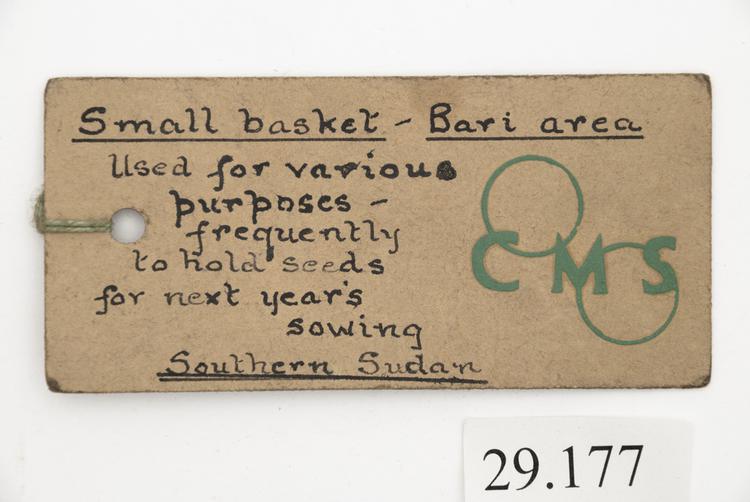 Small basket - Bari area
Used for various
purposes -
frequently
to hold seeds
for next year's
sowing
Southern Sudan
CMS
29.177